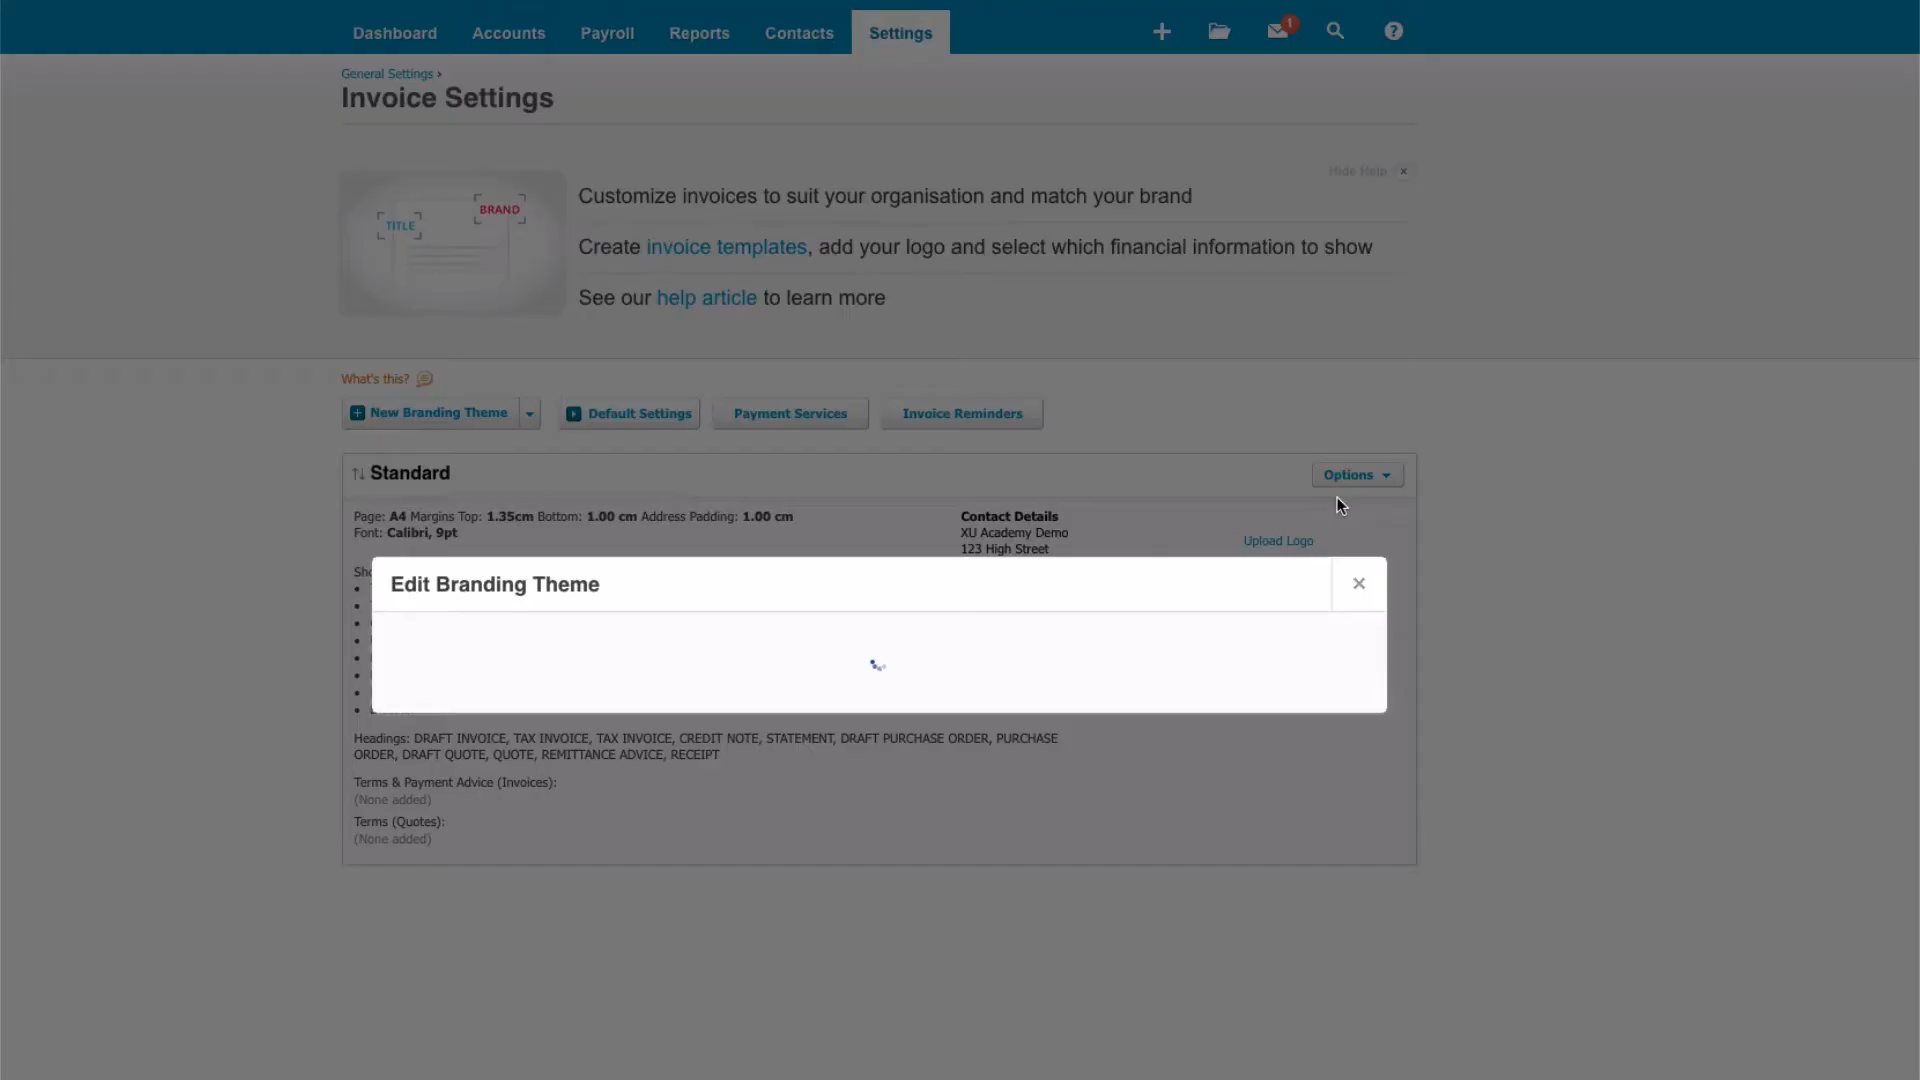 Dashboard Accounts Payroll Reports Contacts Settings 1 ?
General Settings ›
Invoice Settings
Hide Help ×
TITLE BRAND
Customize invoices to suit your organisation and match your brand
Create invoice templates, add your logo and select which financial information to show
See our help article to learn more
What's this?
New Branding Theme Default Settings Payment Services Invoice Reminders
Standard Options
Page: A4 Margins Top: 1.35cm Bottom: 1.00 cm Address Padding: 1.00 cm
Font: Calibri, 9pt
Contact Details
XU Academy Demo
123 High Street
Upload Logo
Edit Branding Theme ×
Headings: DRAFT INVOICE, TAX INVOICE, TAX INVOICE, CREDIT NOTE, STATEMENT, DRAFT PURCHASE ORDER, PURCHASE
ORDER, DRAFT QUOTE, QUOTE, REMITTANCE ADVICE, RECEIPT
Terms & Payment Advice (Invoices):
(None added)
Terms (Quotes):
(None added)